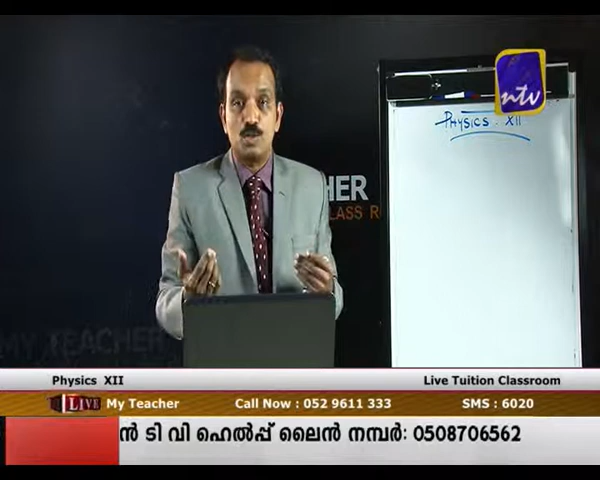 ntv
PHYSICS - XII
HER
LASS R
MY TEACHER
Physics XII
Live Tuition Classroom
LIVE My Teacher
Call Now : 052 9611 333
SMS : 6020
ൻ ടി വി ഹെൽപ്പ് ലൈൻ നമ്പർ: 0508706562